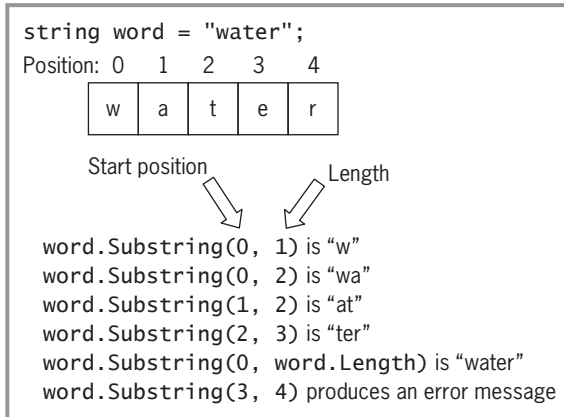 string word = "water";
Position: 0 1 2 3 4
w a t e r
Start position
Length
word.Substring(0, 1) is “w”
word.Substring(0, 2) is “wa”
word.Substring(1, 2) is “at”
word.Substring(2, 3) is “ter”
word.Substring(0, word.Length) is “water”
word.Substring(3, 4) produces an error message